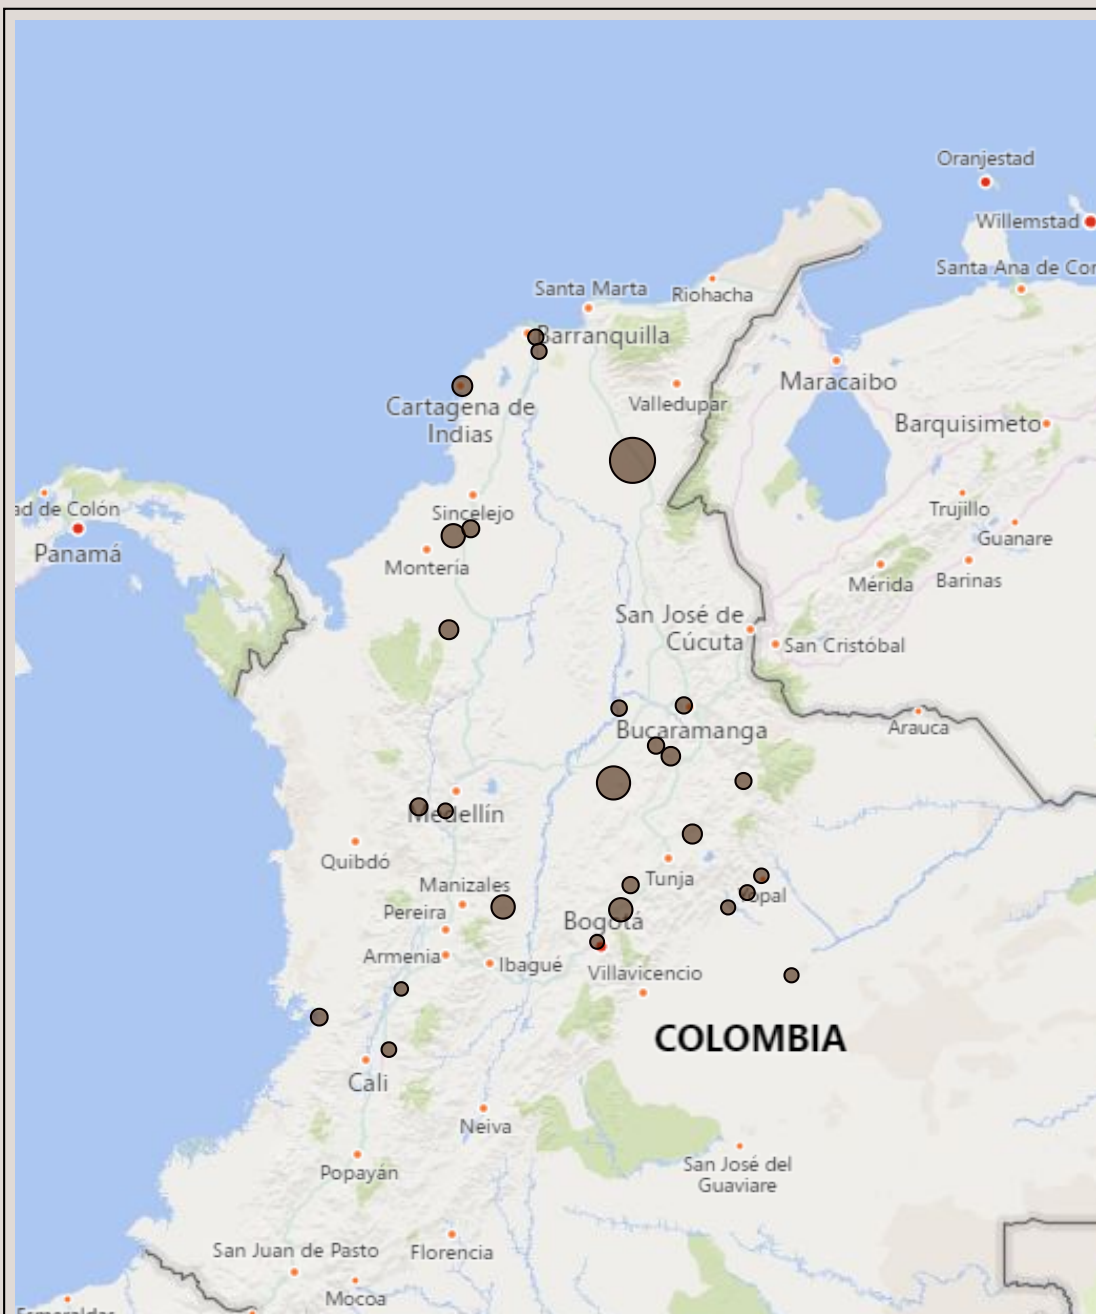 Oranjestad
Willemstad
Santa Ana de Cor
Santa Marta
Riohacha
Barranquilla
Maracaibo
Valledupar
Cartagena de
Indias
Barquisimeto
ad de Colón
Panamá
Sincelejo
Trujillo
Guanare
Montería
Mérida
Barinas
San José de
Cúcuta
San Cristóbal
Bucaramanga
Arauca
Medellín
Quibdó
Tunja
Manizales
Yopal
Pereira
Bogotá
Armenia
Ibagué
Villavicencio
COLOMBIA
Cali
Neiva
Popayán
San José del
Guaviare
San Juan de Pasto
Florencia
Mocoa
Esmeraldas